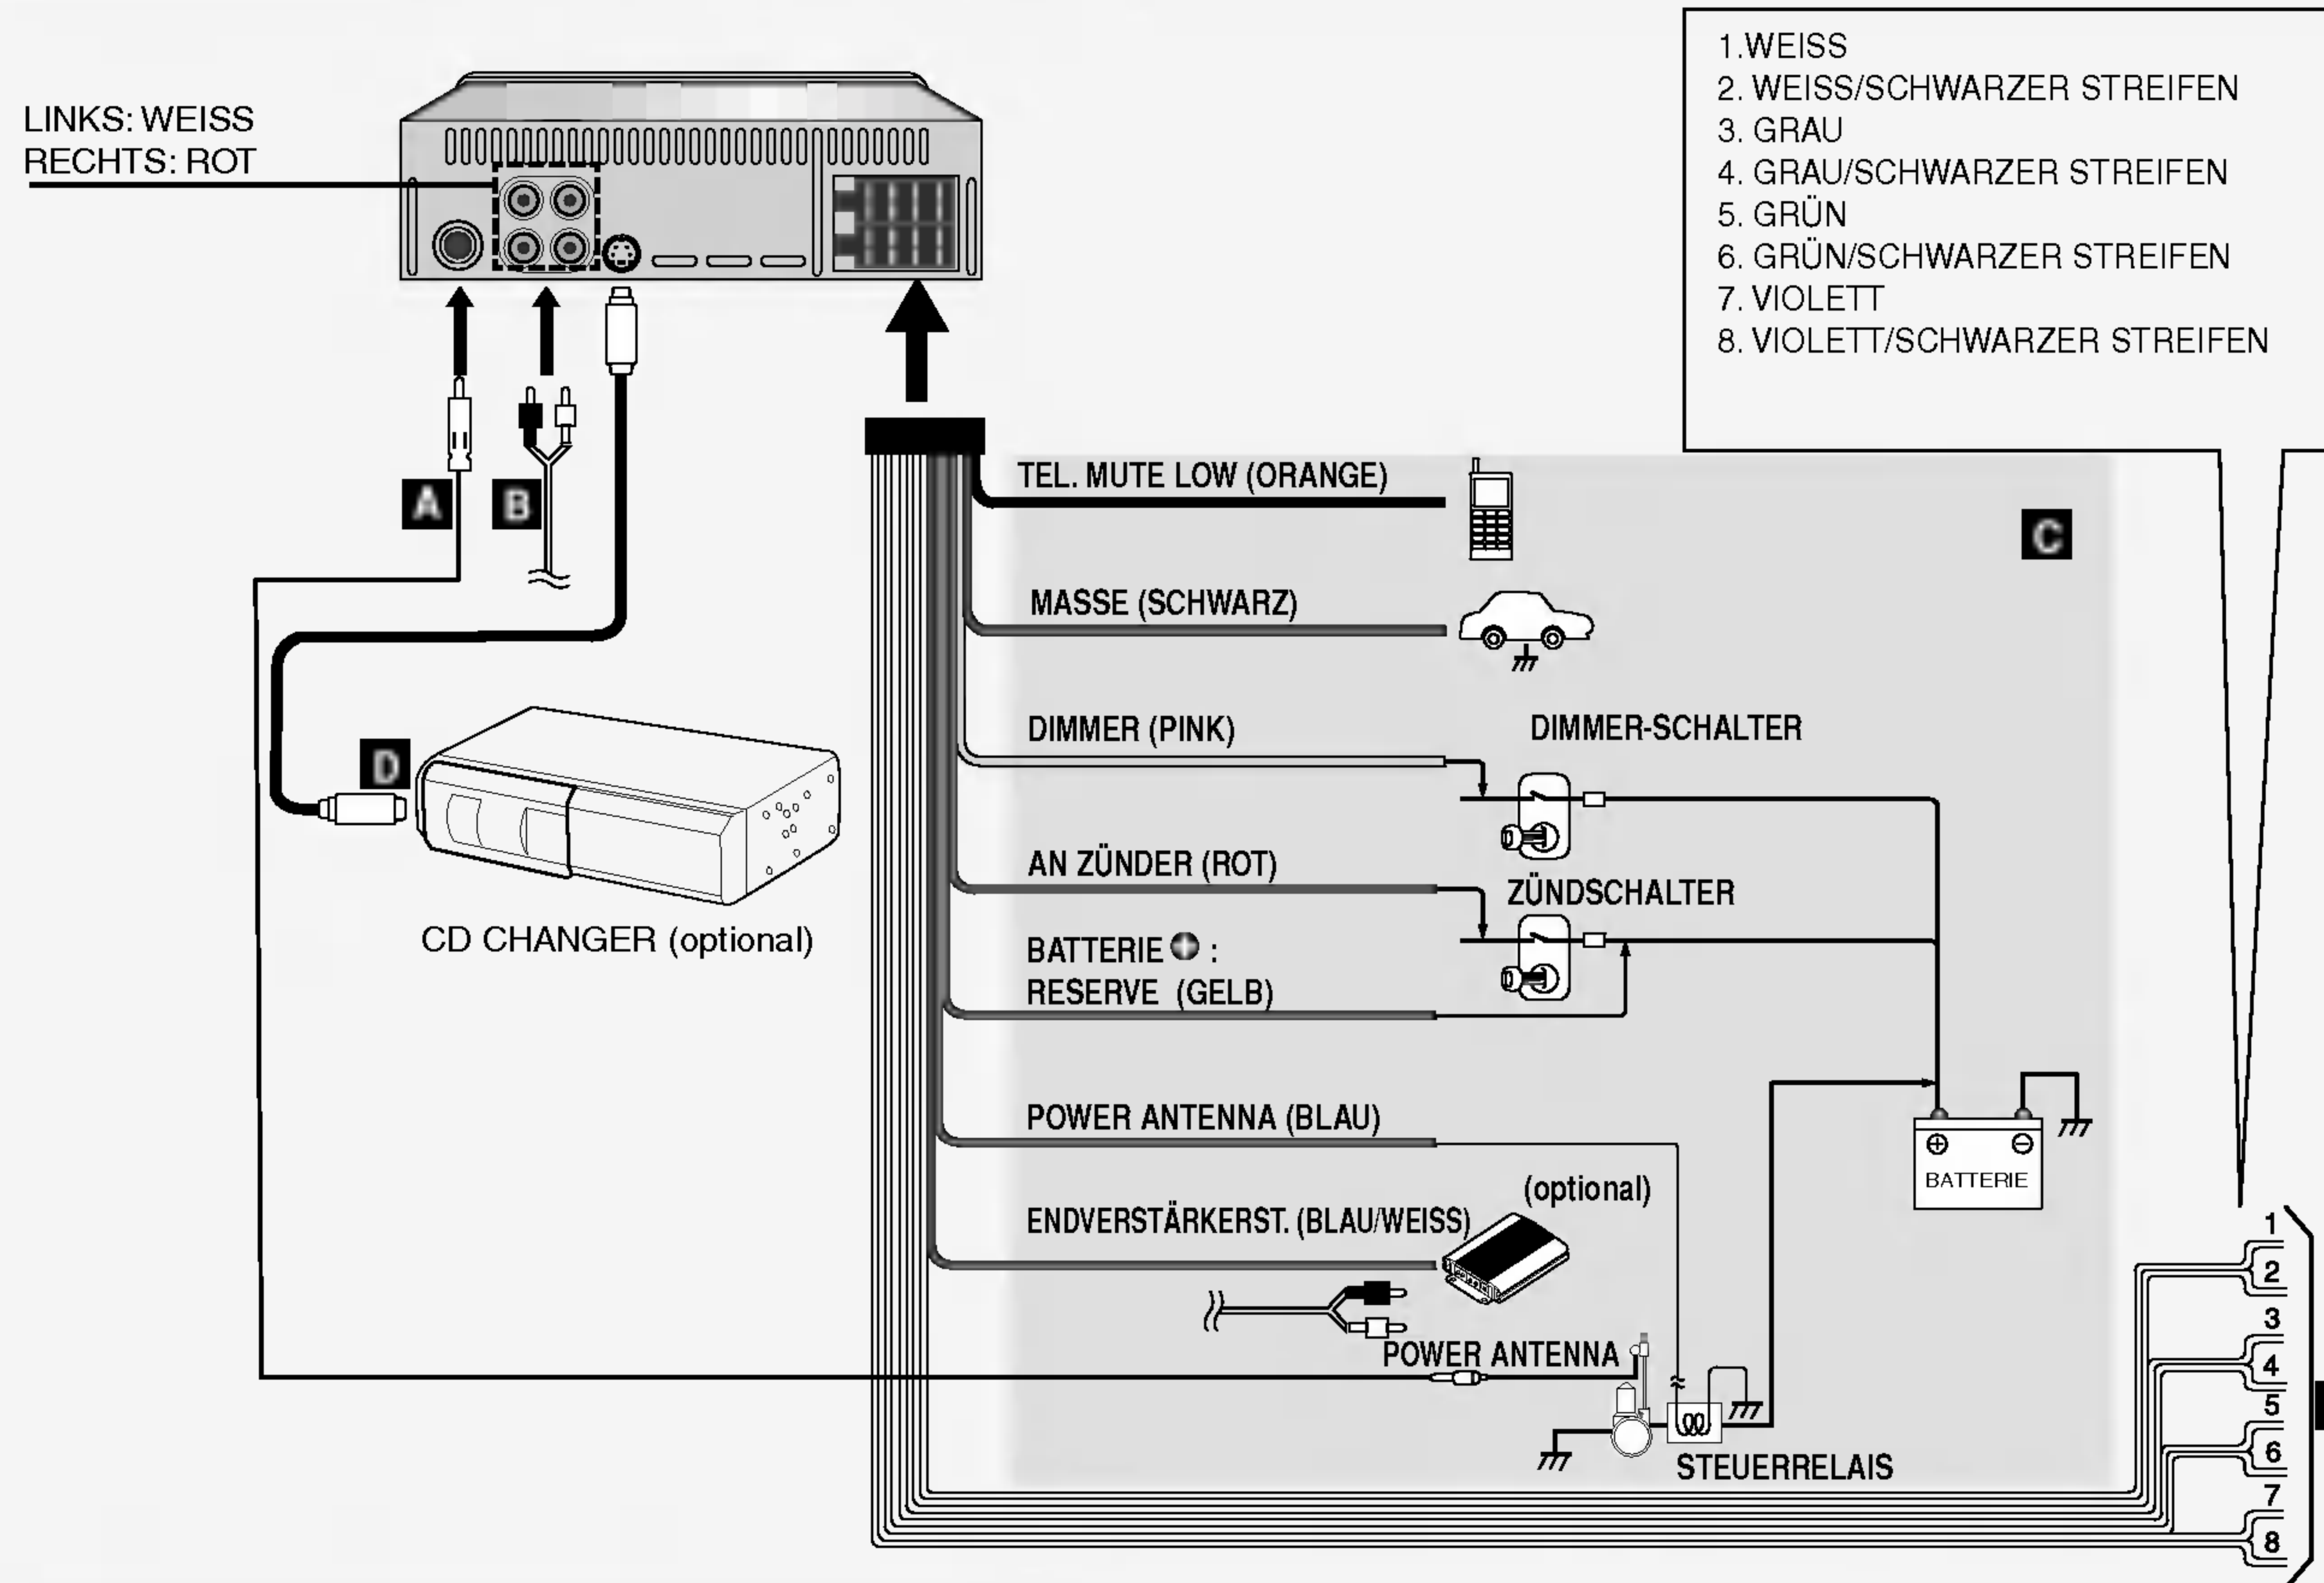 LINKS: WEISS
RECHTS: ROT
1.WEISS
2. WEISS/SCHWARZER STREIFEN
3. GRAU
4. GRAU/SCHWARZER STREIFEN
5. GRÜN
6. GRÜN/SCHWARZER STREIFEN
7. VIOLETT
8. VIOLETT/SCHWARZER STREIFEN
A
B
C
D
CD CHANGER (optional)
TEL. MUTE LOW (ORANGE)
MASSE (SCHWARZ)
DIMMER (PINK)
DIMMER-SCHALTER
AN ZÜNDER (ROT)
ZÜNDSCHALTER
BATTERIE + :
RESERVE (GELB)
POWER ANTENNA (BLAU)
+ −
BATTERIE
(optional)
ENDVERSTÄRKERST. (BLAU/WEISS)
POWER ANTENNA
STEUERRELAIS
1
2
3
4
5
6
7
8